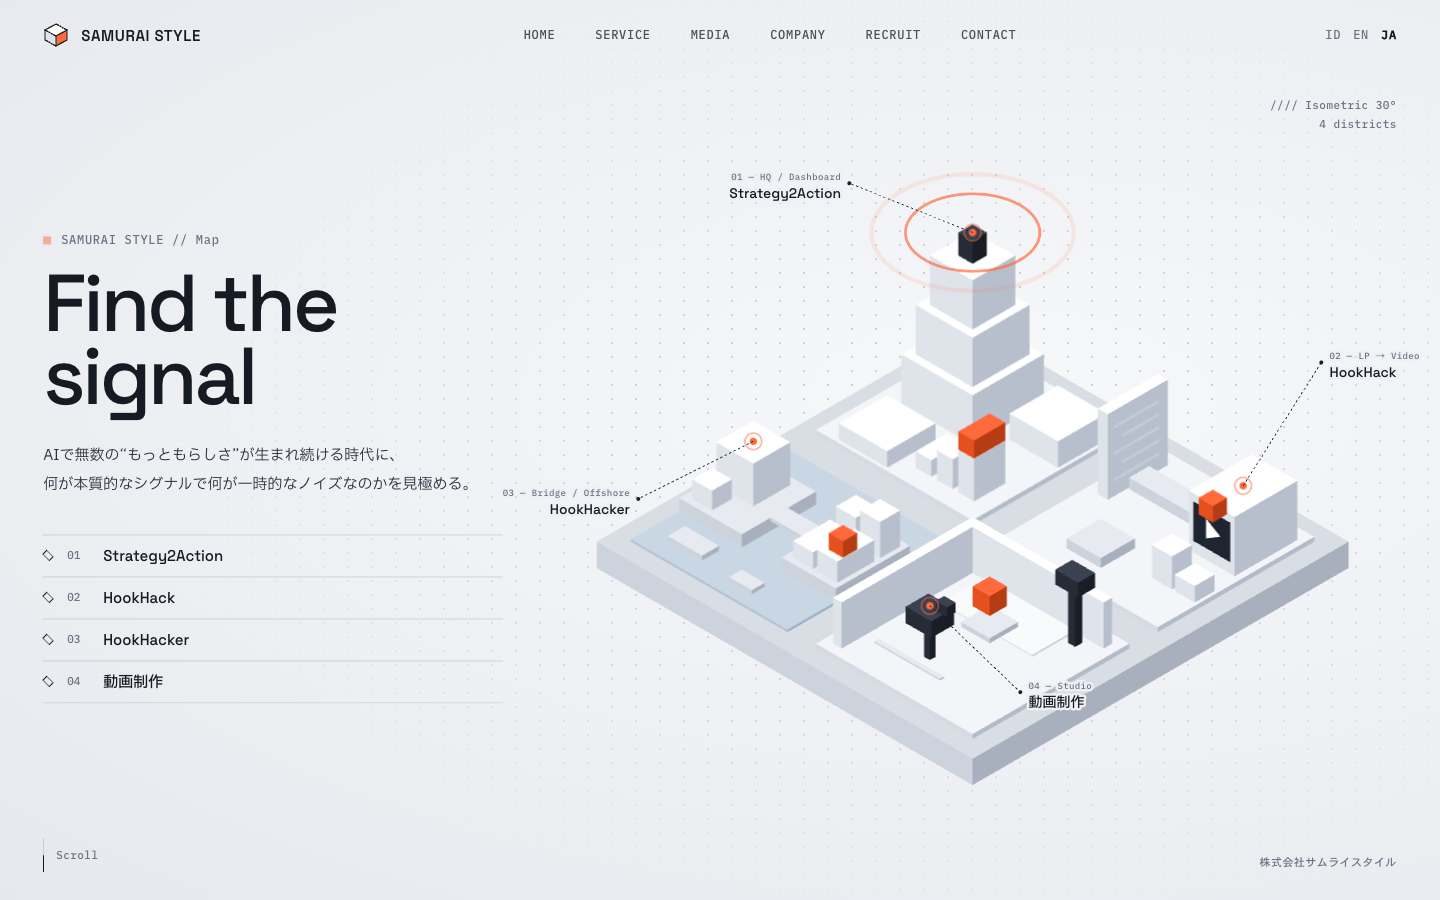 SAMURAI STYLE
HOME SERVICE MEDIA COMPANY RECRUIT CONTACT
ID EN JA
//// Isometric 30°
4 districts
01 — HQ / Dashboard
Strategy2Action
SAMURAI STYLE // Map
Find the
signal
AIで無数の“もっともらしさ”が生まれ続ける時代に、
何が本質的なシグナルで何が一時的なノイズなのかを見極める。
02 — LP → Video
HookHack
03 — Bridge / Offshore
HookHacker
01 Strategy2Action
02 HookHack
03 HookHacker
04 動画制作
04 — Studio
動画制作
Scroll
株式会社サムライスタイル